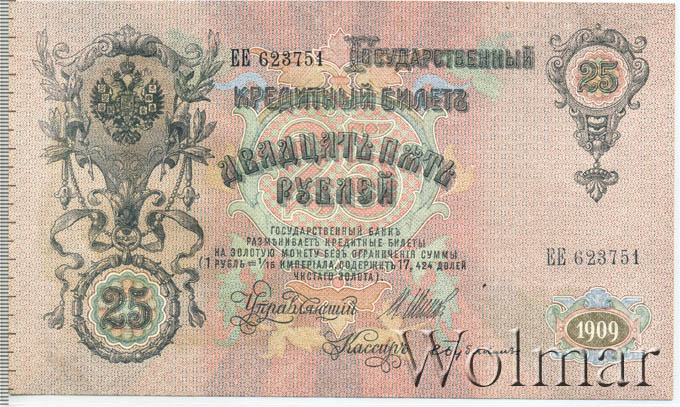 ЕЕ 623751 ГОСУДАРСТВЕННЫЙ
25
КРЕДИТНЫЙ БИЛЕТЪ
ДВАДЦАТЬ ПЯТЬ
РУБЛЕЙ
25
ГОСУДАРСТВЕННЫЙ БАНКЪ
РАЗМѢНИВАЕТЪ КРЕДИТНЫЕ БИЛЕТЫ
НА ЗОЛОТУЮ МОНЕТУ БЕЗЪ ОГРАНИЧЕНІЯ СУММЫ
(1 РУБЛЬ = 1/15 ИМПЕРІАЛА, СОДЕРЖИТЪ 17,424 ДОЛЕЙ
ЧИСТАГО ЗОЛОТА).
ЕЕ 623751
25
Управляющій
И. Шипов
Кассиръ
1909
Wolmar